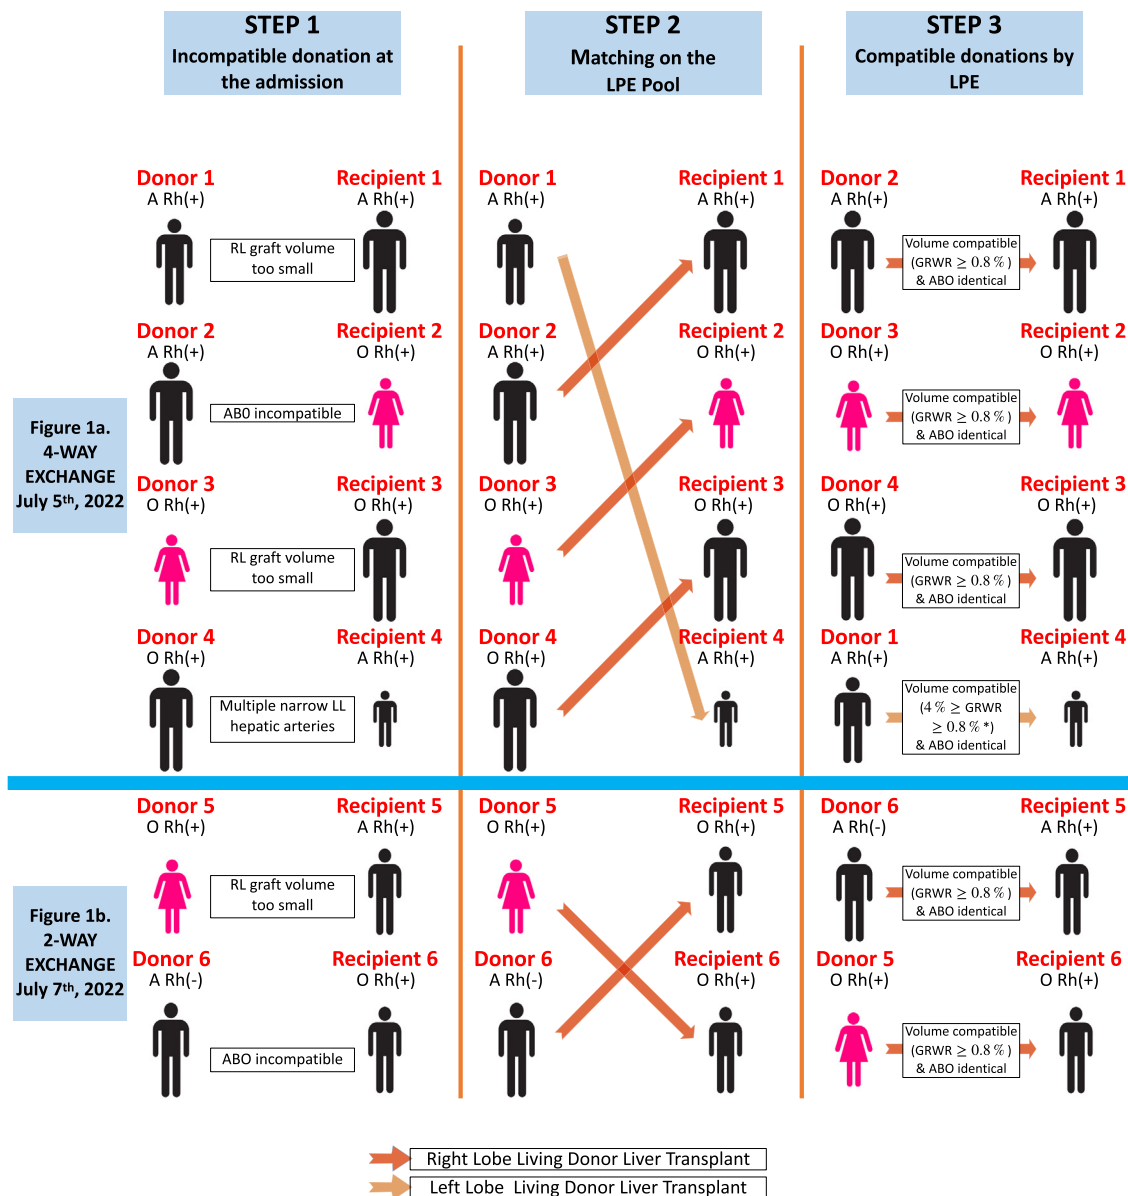 STEP 1
Incompatible donation at
the admission
STEP 2
Matching on the
LPE Pool
STEP 3
Compatible donations by
LPE
Figure 1a.
4-WAY
EXCHANGE
July 5th, 2022
Donor 1
A Rh(+)
RL graft volume
too small
Recipient 1
A Rh(+)
Donor 2
A Rh(+)
AB0 incompatible
Recipient 2
O Rh(+)
Donor 3
O Rh(+)
RL graft volume
too small
Recipient 3
O Rh(+)
Donor 4
O Rh(+)
Multiple narrow LL
hepatic arteries
Recipient 4
A Rh(+)
Donor 1
A Rh(+)
Recipient 1
A Rh(+)
Donor 2
A Rh(+)
Recipient 2
O Rh(+)
Donor 3
O Rh(+)
Recipient 3
O Rh(+)
Donor 4
O Rh(+)
Recipient 4
A Rh(+)
Donor 2
A Rh(+)
Volume compatible
(GRWR ≥ 0.8 %)
& ABO identical
Recipient 1
A Rh(+)
Donor 3
O Rh(+)
Volume compatible
(GRWR ≥ 0.8 %)
& ABO identical
Recipient 2
O Rh(+)
Donor 4
O Rh(+)
Volume compatible
(GRWR ≥ 0.8 %)
& ABO identical
Recipient 3
O Rh(+)
Donor 1
A Rh(+)
Volume compatible
(4 % ≥ GRWR
≥ 0.8 % *)
& ABO identical
Recipient 4
A Rh(+)
Figure 1b.
2-WAY
EXCHANGE
July 7th, 2022
Donor 5
O Rh(+)
RL graft volume
too small
Recipient 5
A Rh(+)
Donor 6
A Rh(-)
ABO incompatible
Recipient 6
O Rh(+)
Donor 5
O Rh(+)
Recipient 5
O Rh(+)
Donor 6
A Rh(-)
Recipient 6
O Rh(+)
Donor 6
A Rh(-)
Volume compatible
(GRWR ≥ 0.8 %)
& ABO identical
Recipient 5
A Rh(+)
Donor 5
O Rh(+)
Volume compatible
(GRWR ≥ 0.8 %)
& ABO identical
Recipient 6
O Rh(+)
Right Lobe Living Donor Liver Transplant
Left Lobe Living Donor Liver Transplant